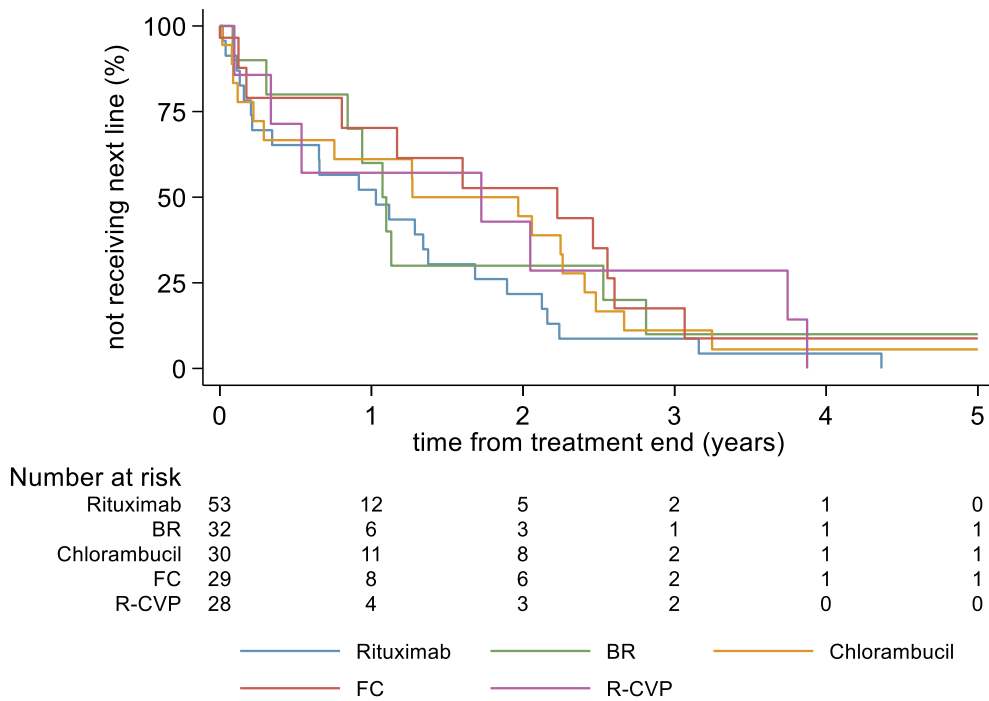 not receiving next line (%)
100
75
50
25
0
0 1 2 3 4 5
time from treatment end (years)
Number at risk
Rituximab 53 12 5 2 1 0
BR 32 6 3 1 1 1
Chlorambucil 30 11 8 2 1 1
FC 29 8 6 2 1 1
R-CVP 28 4 3 2 0 0
Rituximab BR Chlorambucil
FC R-CVP